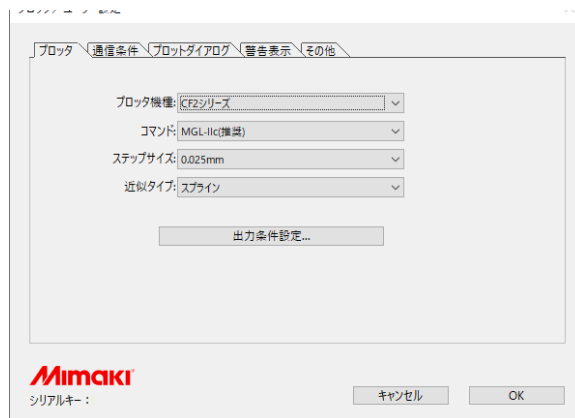 プロッタ 通信条件 プロットダイアログ 警告表示 その他
プロッタ機種: CF2シリーズ
コマンド: MGL-IIc(推奨)
ステップサイズ: 0.025mm
近似タイプ: スプライン
出力条件設定...
Mimaki
シリアルキー:
キャンセル OK